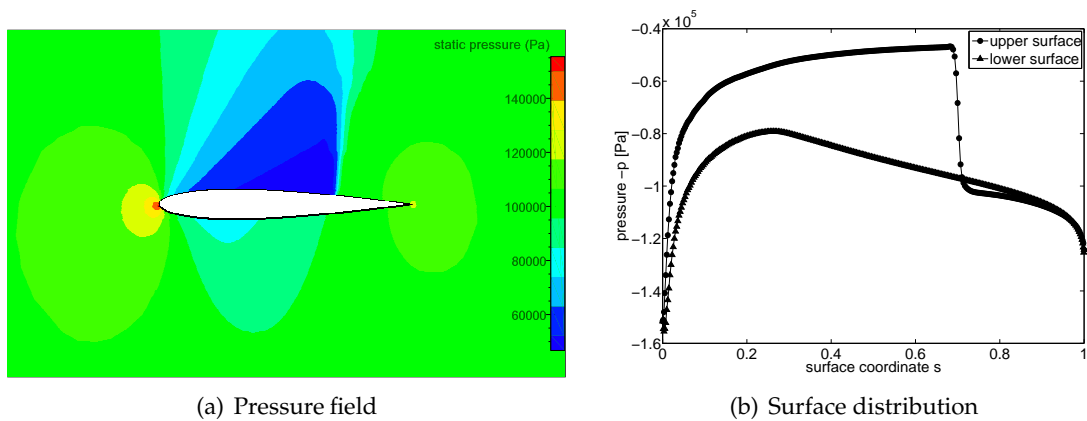 static pressure (Pa)
140000
120000
100000
80000
60000
(a) Pressure field
x 10⁵
−0.4
−0.6
−0.8
−1
−1.2
−1.4
−1.6
pressure −p [Pa]
upper surface
lower surface
0 0.2 0.4 0.6 0.8 1
surface coordinate s
(b) Surface distribution